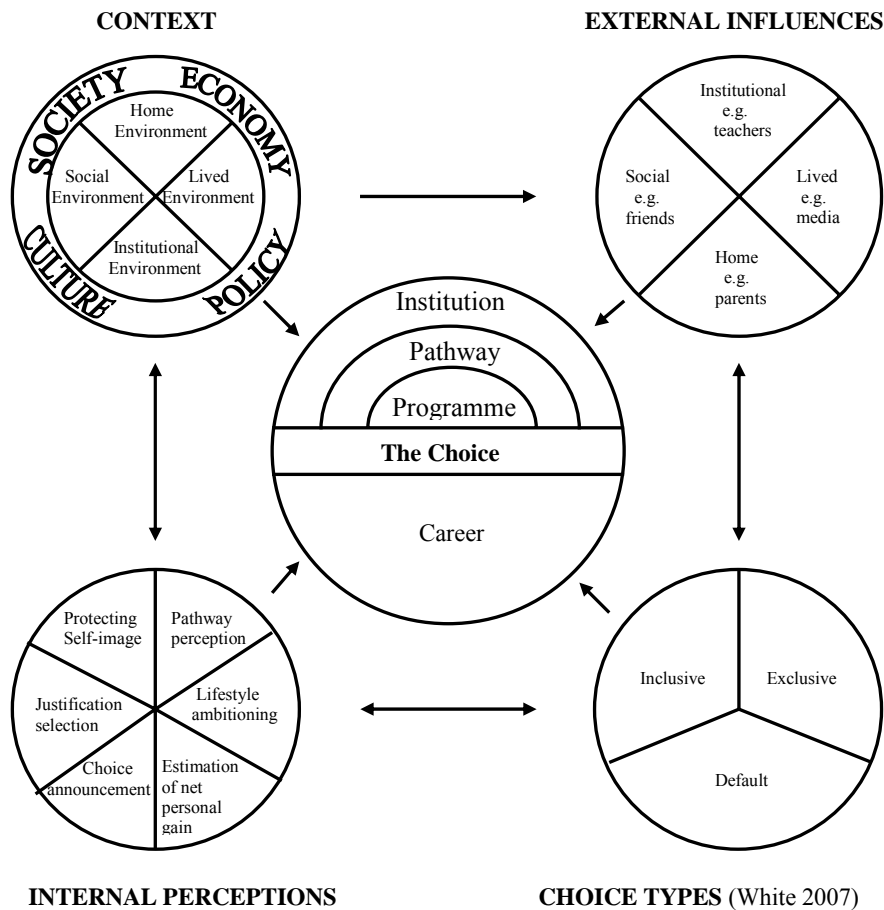 CONTEXT
EXTERNAL INFLUENCES
SOCIETY
ECONOMY
CULTURE
POLICY
Home
Environment
Social
Environment
Lived
Environment
Institutional
Environment
Institutional
e.g.
teachers
Social
e.g.
friends
Lived
e.g.
media
Home
e.g.
parents
Institution
Pathway
Programme
The Choice
Career
Protecting
Self-image
Pathway
perception
Justification
selection
Lifestyle
ambitioning
Choice
announcement
Estimation
of net
personal
gain
Inclusive
Exclusive
Default
INTERNAL PERCEPTIONS
CHOICE TYPES (White 2007)